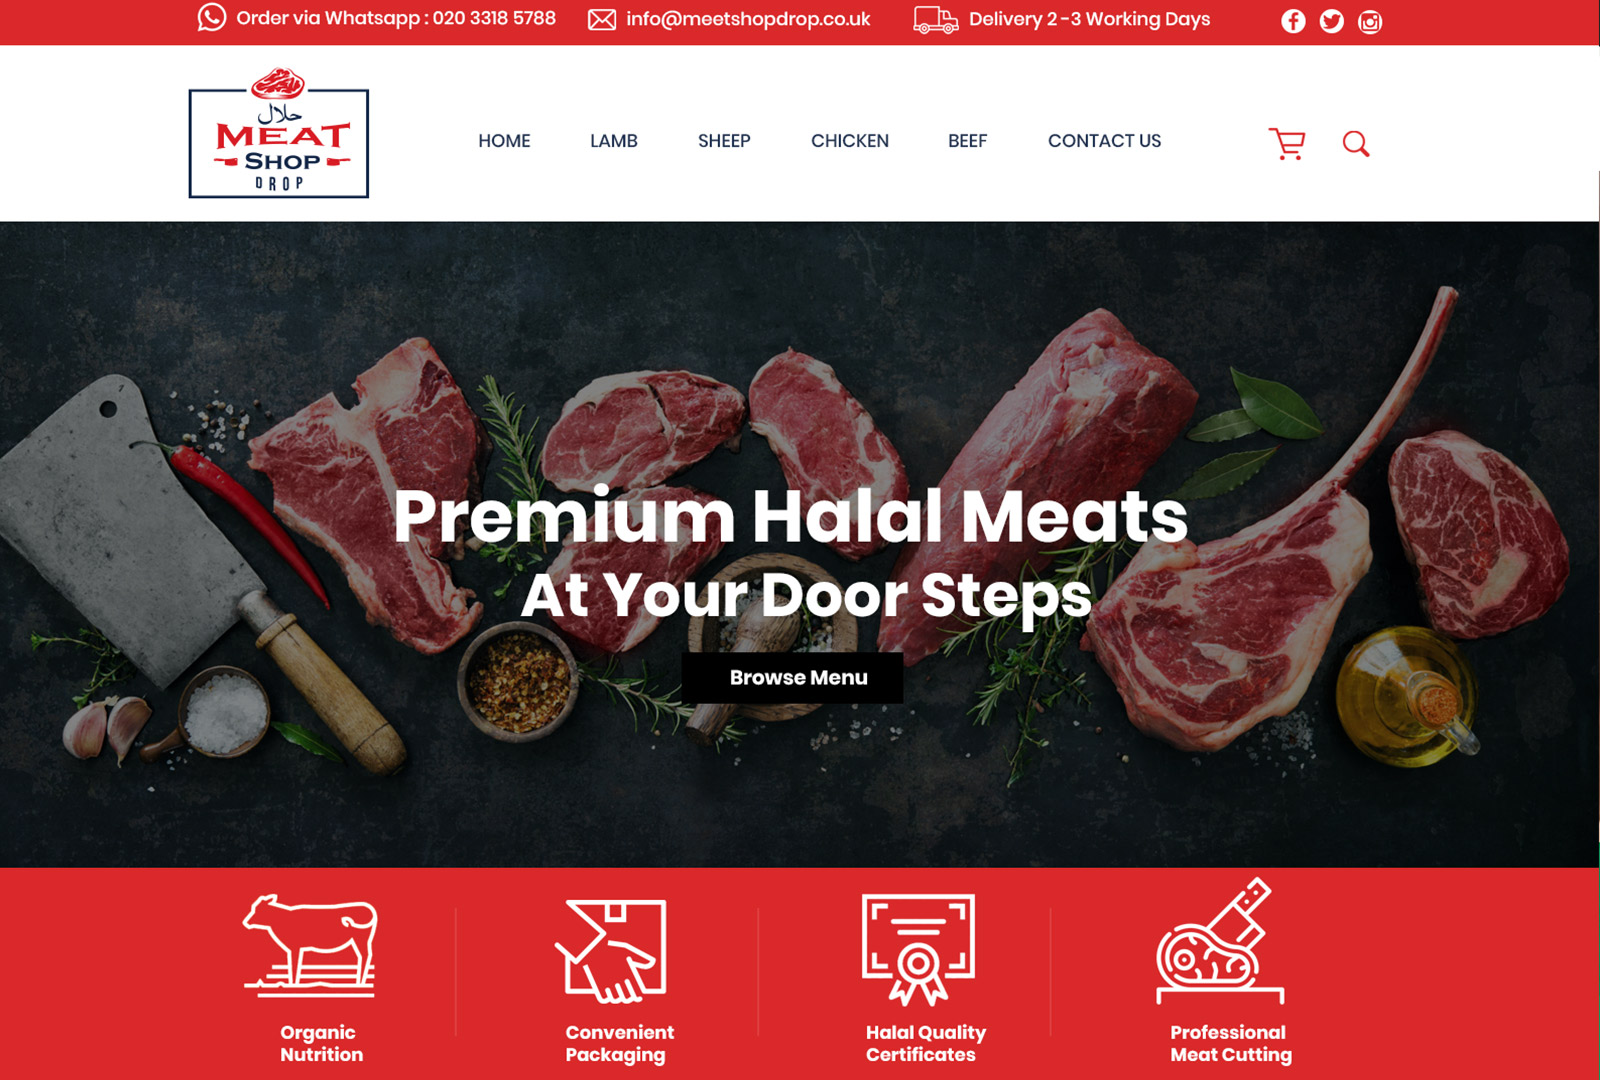 Order via Whatsapp : 020 3318 5788
info@meetshopdrop.co.uk
Delivery 2 -3 Working Days
حلال
MEAT
SHOP
DROP
HOME
LAMB
SHEEP
CHICKEN
BEEF
CONTACT US
Premium Halal Meats
At Your Door Steps
Browse Menu
Organic
Nutrition
Convenient
Packaging
Halal Quality
Certificates
Professional
Meat Cutting